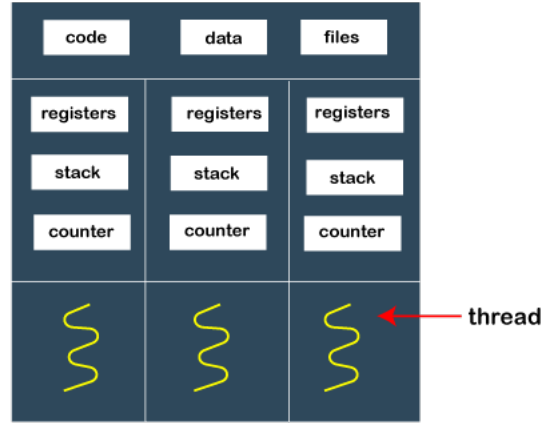 code data files
registers registers registers
stack stack stack
counter counter counter
thread